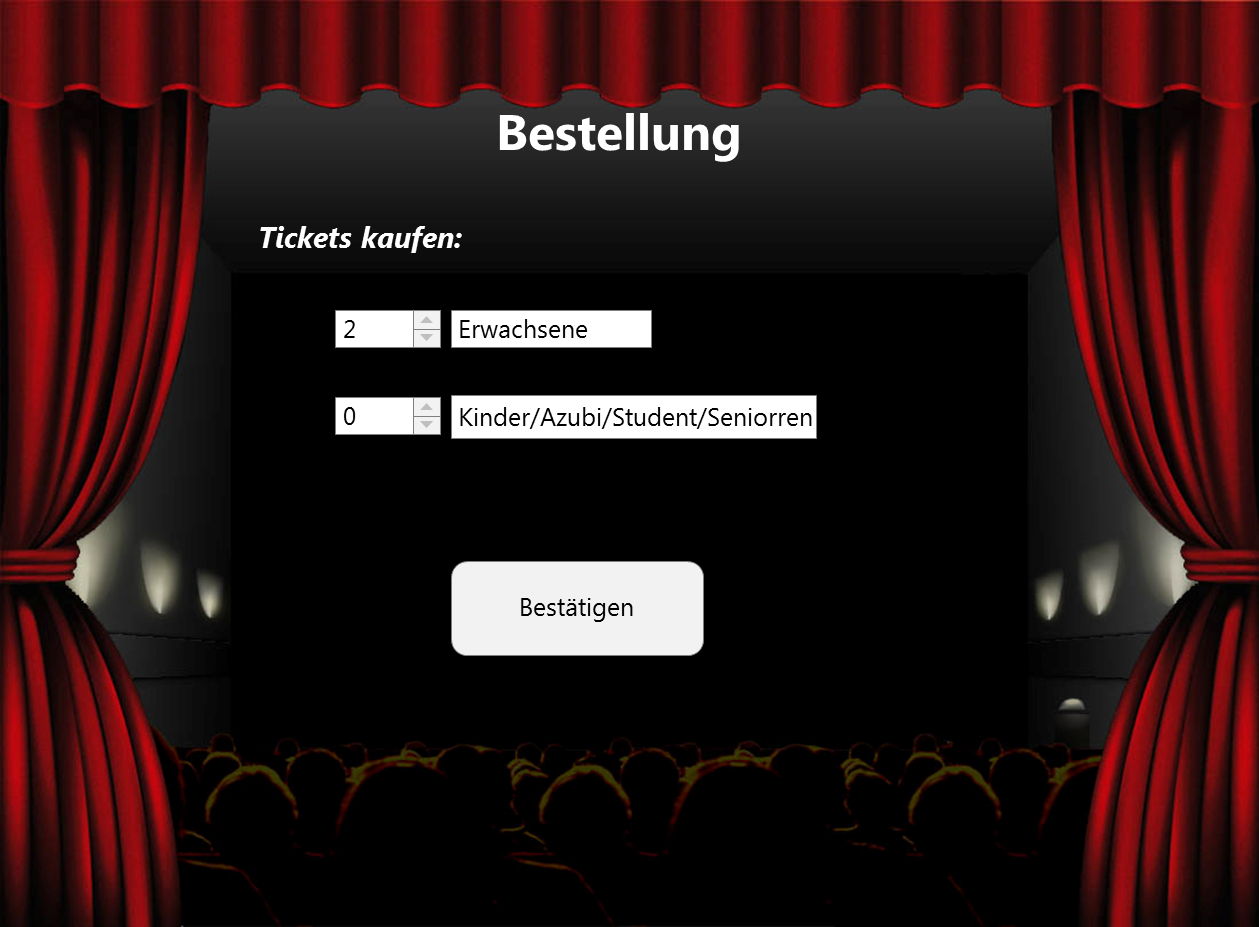 Bestellung
Tickets kaufen:
2 Erwachsene
0 Kinder/Azubi/Student/Seniorren
Bestätigen